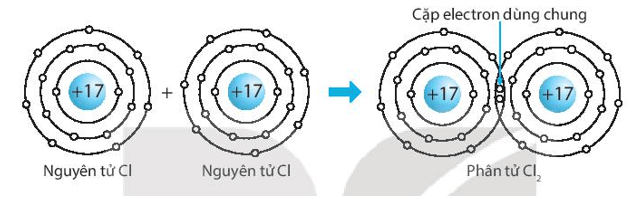 Cặp electron dùng chung
+17 + +17 +17 +17
Nguyên tử Cl Nguyên tử Cl Phân tử Cl₂